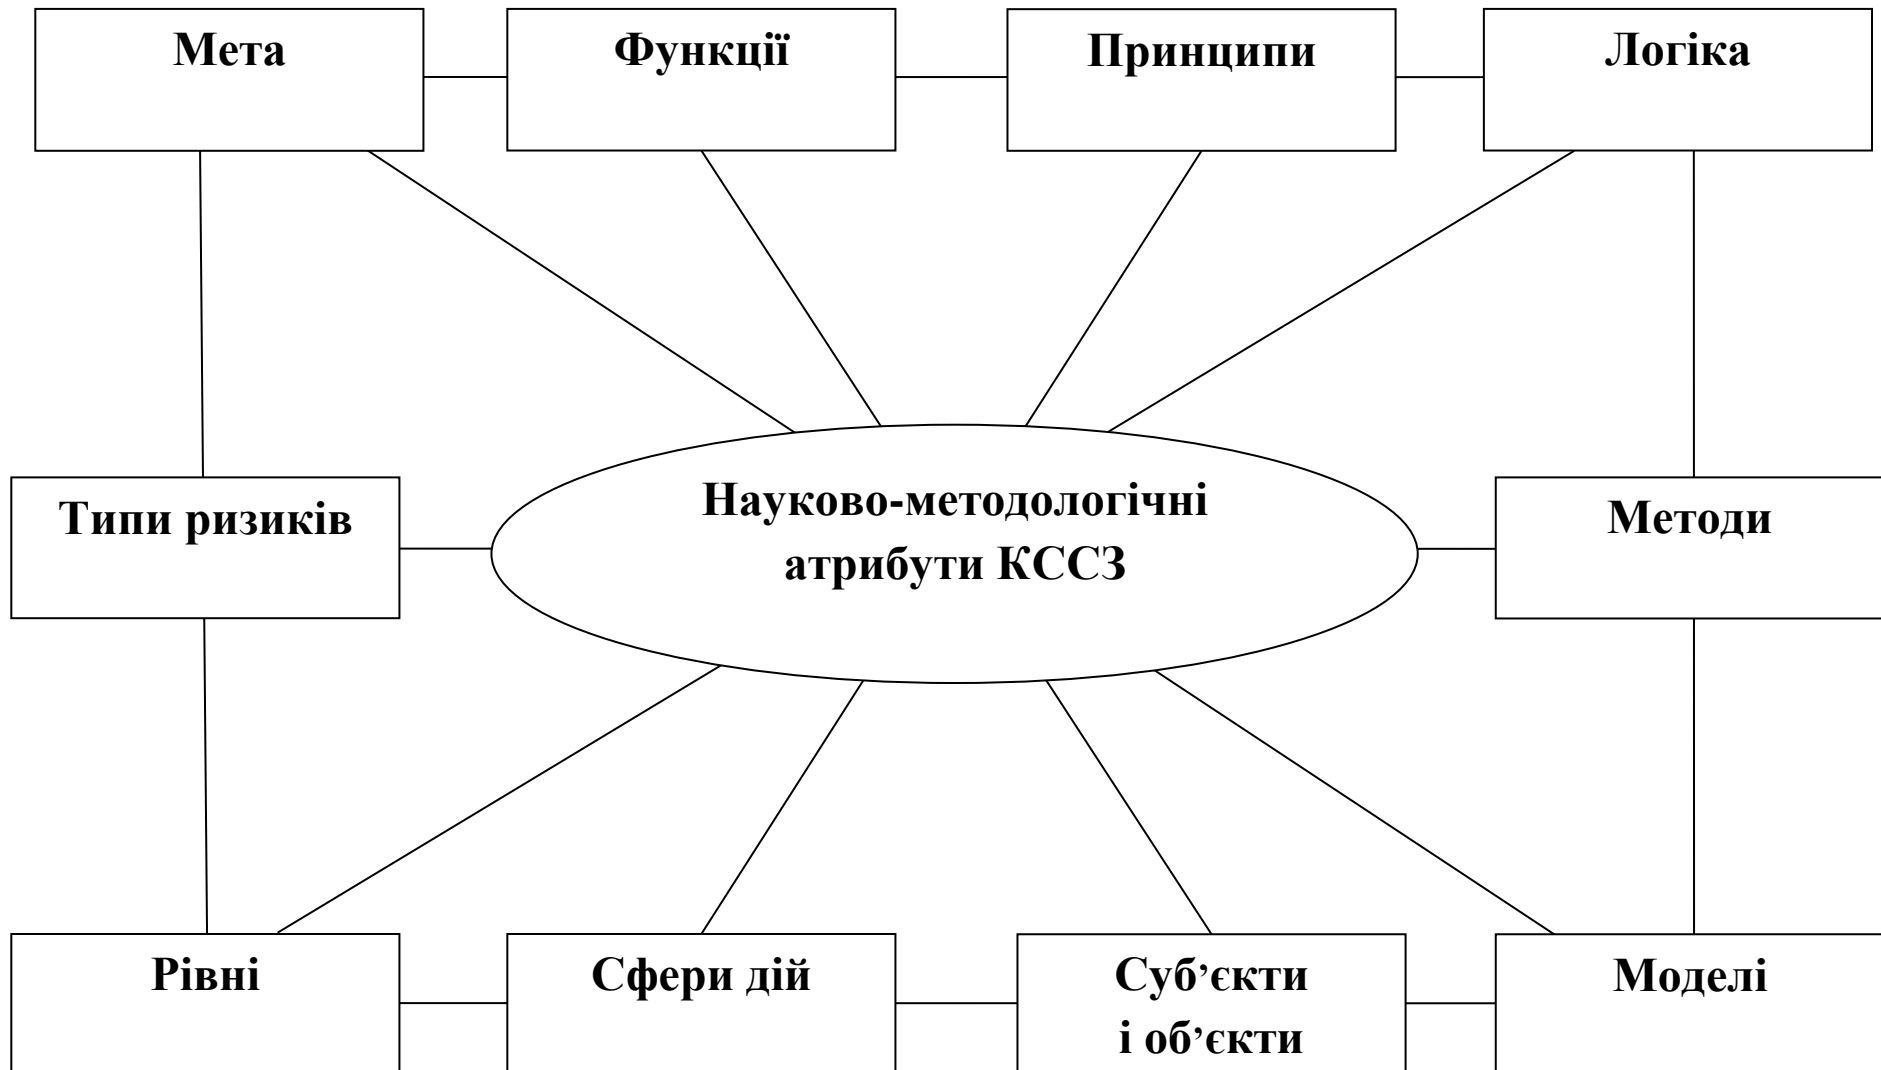 Мета
Функції
Принципи
Логіка
Типи ризиків
Науково-методологічні
атрибути КССЗ
Методи
Рівні
Сфери дій
Суб’єкти
і об’єкти
Моделі